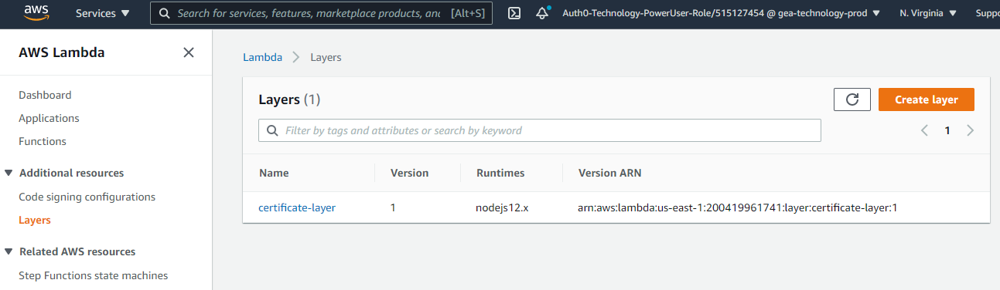 aws Services Search for services, features, marketplace products, and [Alt+S] Auth0-Technology-PowerUser-Role/515127454 @ gea-technology-prod N. Virginia Suppo
AWS Lambda
Dashboard
Applications
Functions
Additional resources
Code signing configurations
Layers
Related AWS resources
Step Functions state machines
Lambda > Layers
Layers (1)
Create layer
Filter by tags and attributes or search by keyword
1
Name Version Runtimes Version ARN
certificate-layer 1 nodejs12.x arn:aws:lambda:us-east-1:200419961741:layer:certificate-layer:1